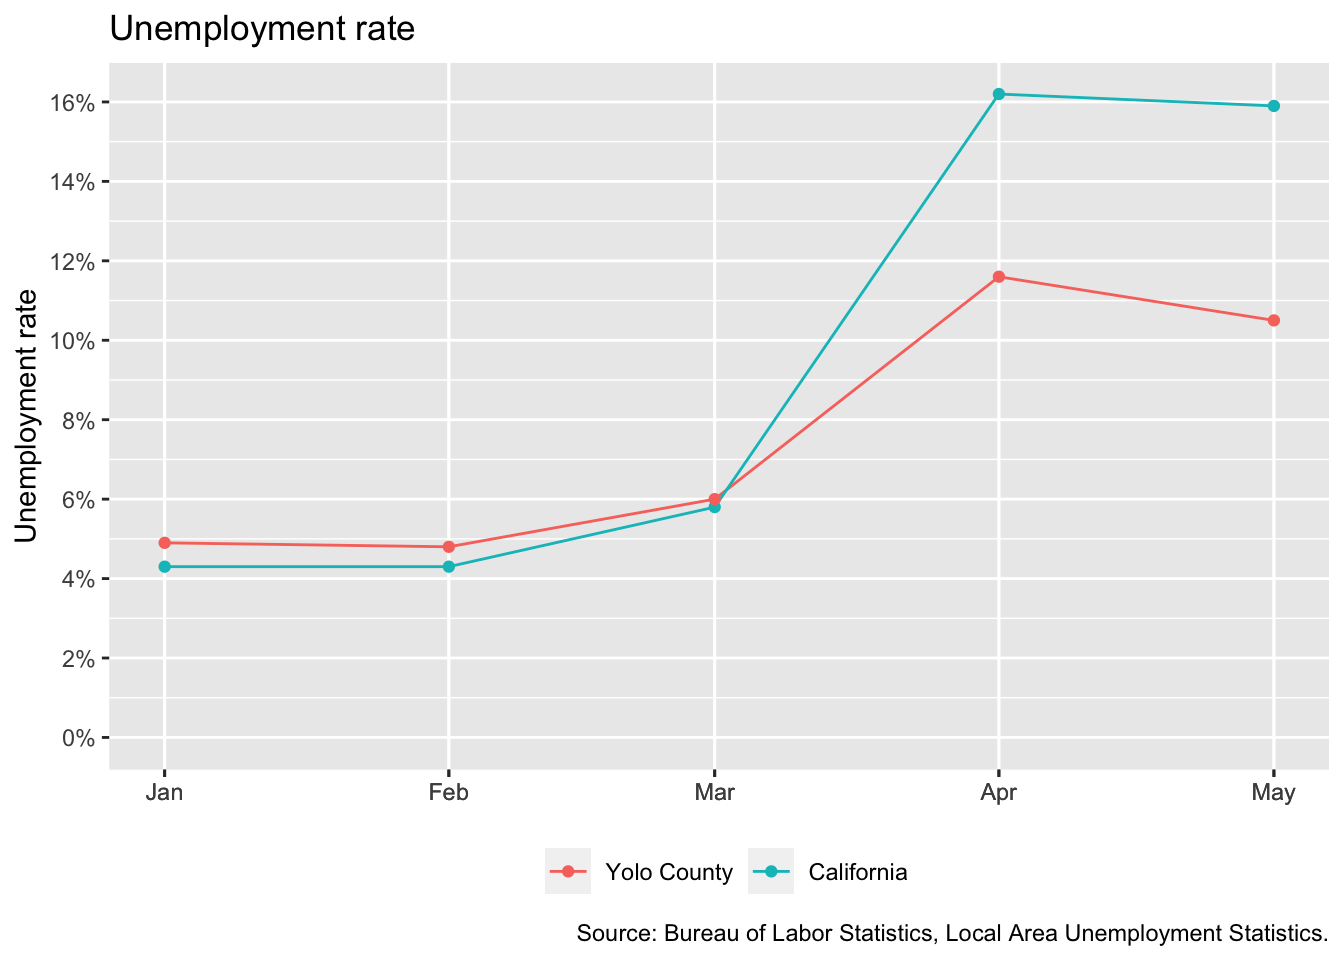 Unemployment rate
Unemployment rate
16%
14%
12%
10%
8%
6%
4%
2%
0%
Jan Feb Mar Apr May
Yolo County California
Source: Bureau of Labor Statistics, Local Area Unemployment Statistics.